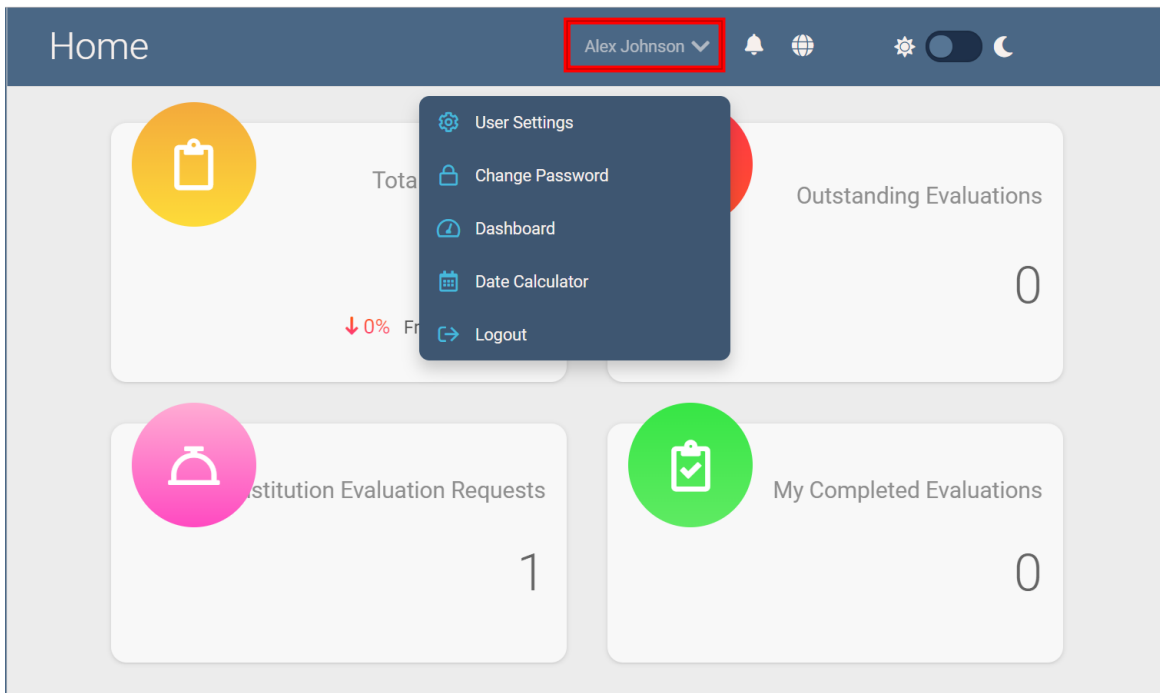 Home
Alex Johnson
User Settings
Change Password
Dashboard
Date Calculator
Logout
Tota
↓ 0% Fr
Outstanding Evaluations
0
stitution Evaluation Requests
1
My Completed Evaluations
0